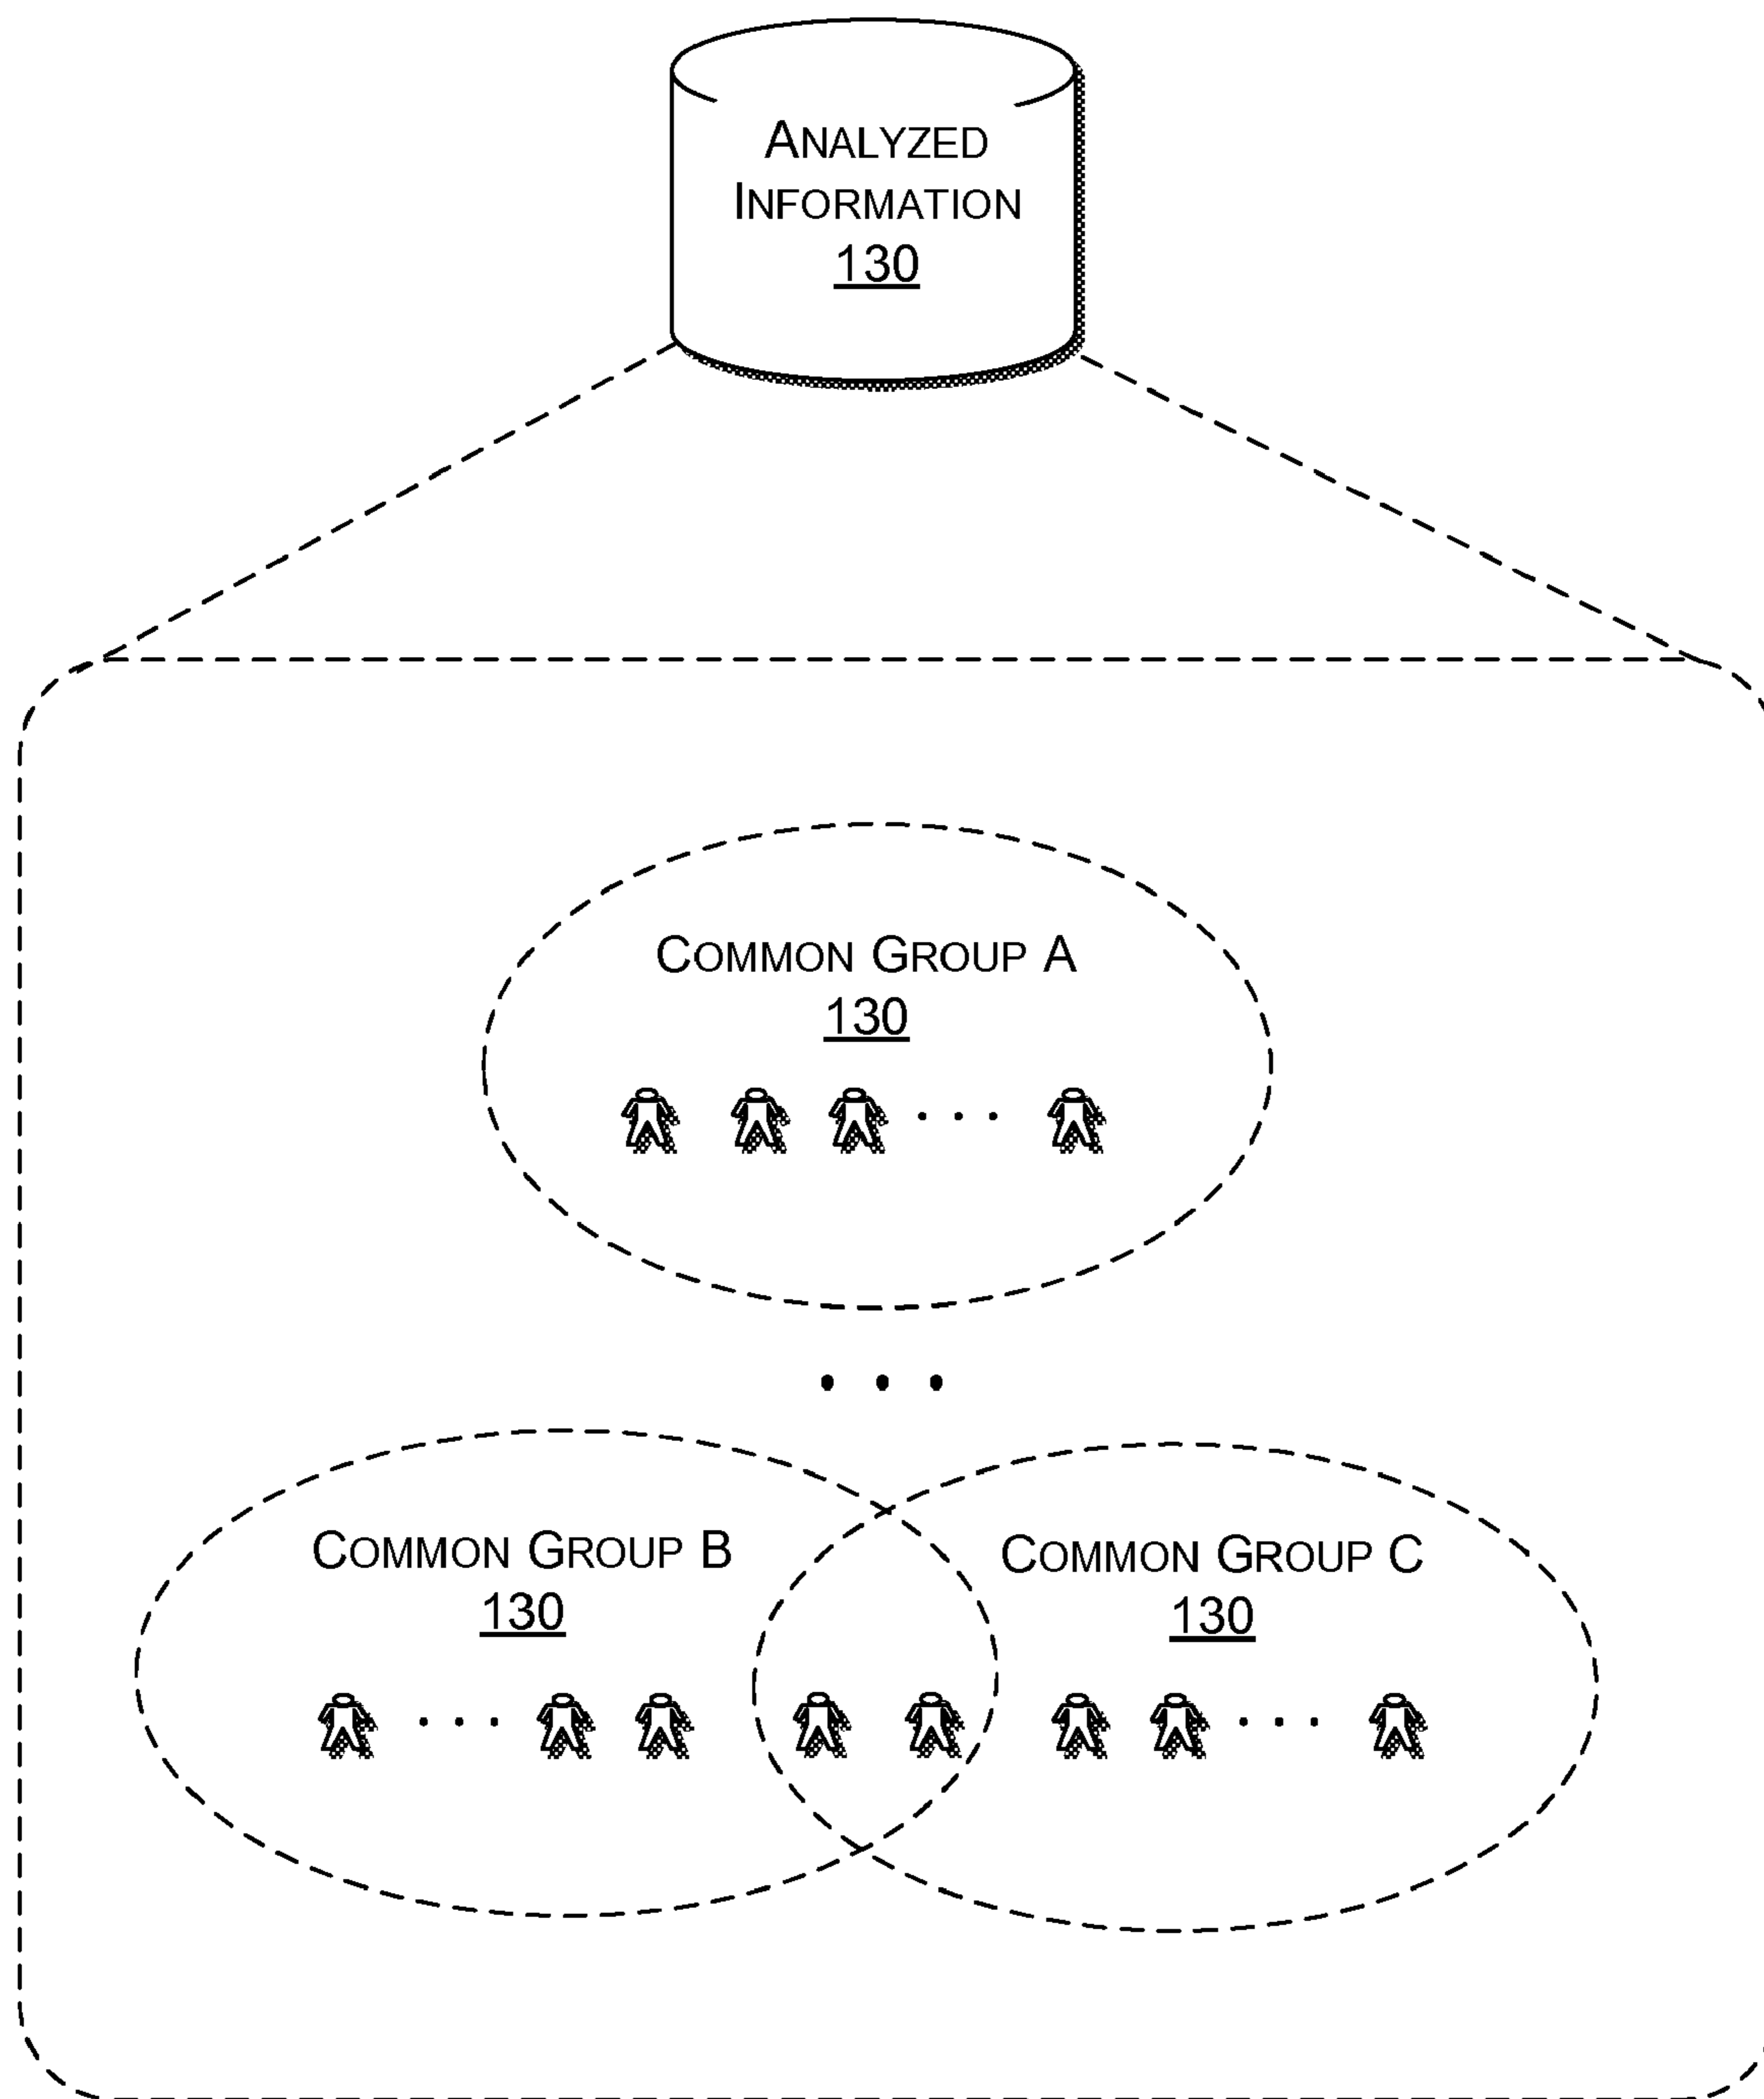 ANALYZED
INFORMATION
130
COMMON GROUP A
130
. . .
. . .
COMMON GROUP B
130
COMMON GROUP C
130
. . .
. . .